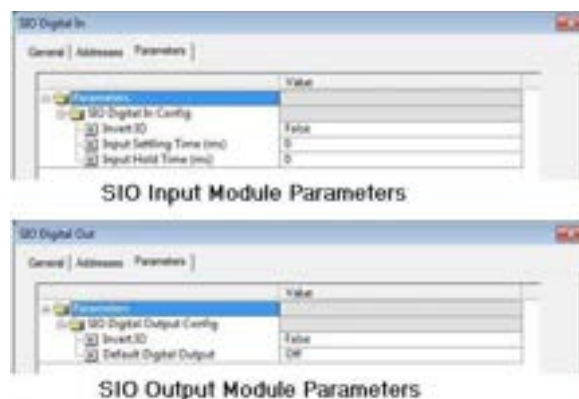 SIO Digital In
General | Addresses Parameters |
Value
Parameters
SIO Digital In Config
Invert IO False
Input Settling Time (ms) 0
Input Hold Time (ms) 0
SIO Input Module Parameters
SIO Digital Out
General | Addresses Parameters |
Value
Parameters
SIO Digital Output Config
Invert IO False
Default Digital Output Off
SIO Output Module Parameters